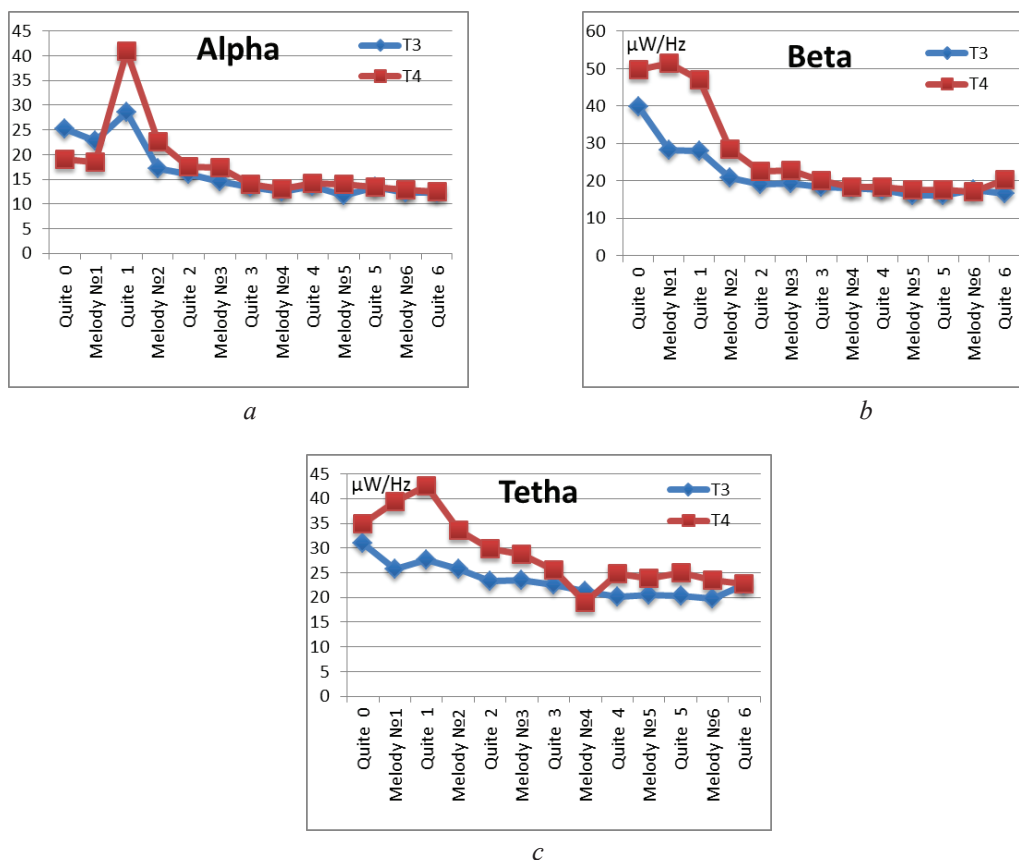 Alpha
T3
T4
45
40
35
30
25
20
15
10
5
0
Quite 0
Melody №1
Quite 1
Melody №2
Quite 2
Melody №3
Quite 3
Melody №4
Quite 4
Melody №5
Quite 5
Melody №6
Quite 6
a
µW/Hz
Beta
T3
T4
60
50
40
30
20
10
0
Quite 0
Melody №1
Quite 1
Melody №2
Quite 2
Melody №3
Quite 3
Melody №4
Quite 4
Melody №5
Quite 5
Melody №6
Quite 6
b
µW/Hz
Tetha
T3
T4
45
40
35
30
25
20
15
10
5
0
Quite 0
Melody №1
Quite 1
Melody №2
Quite 2
Melody №3
Quite 3
Melody №4
Quite 4
Melody №5
Quite 5
Melody №6
Quite 6
c